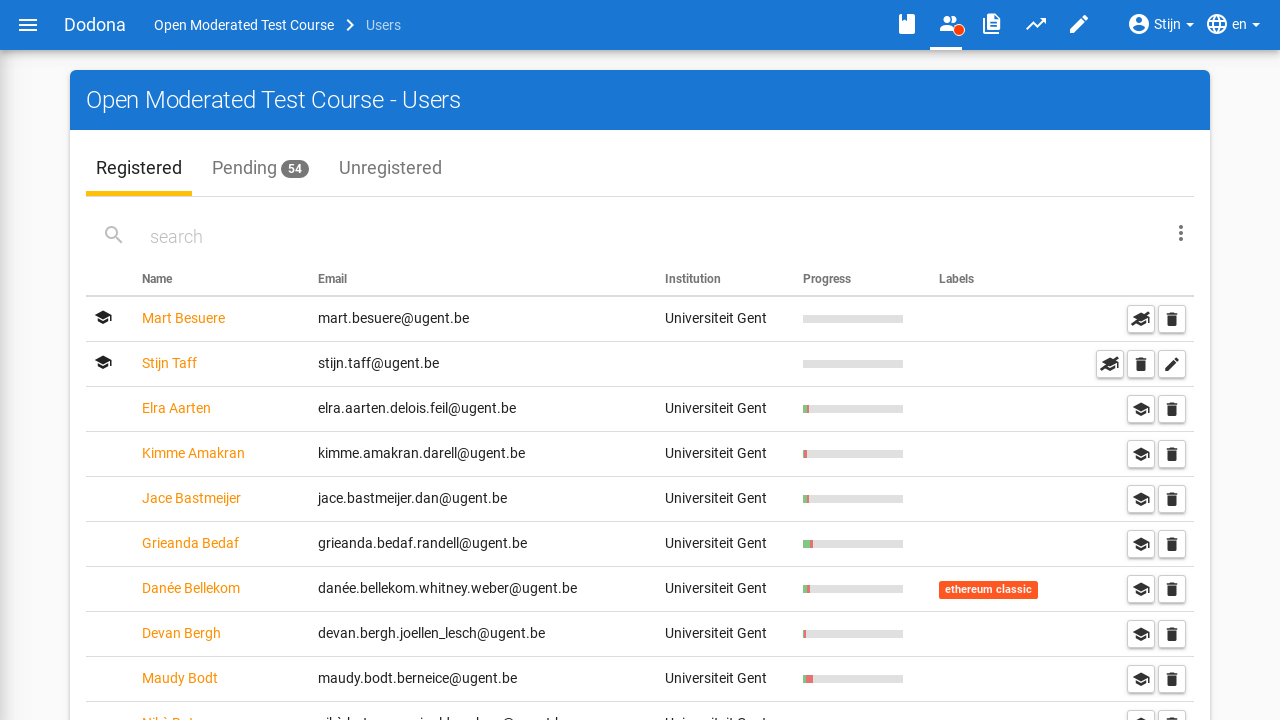 Dodona Open Moderated Test Course Users Stijn en
Open Moderated Test Course - Users
Registered Pending 54 Unregistered
search
Name Email Institution Progress Labels
Mart Besuere mart.besuere@ugent.be Universiteit Gent
Stijn Taff stijn.taff@ugent.be
Elra Aarten elra.aarten.delois.feil@ugent.be Universiteit Gent
Kimme Amakran kimme.amakran.darell@ugent.be Universiteit Gent
Jace Bastmeijer jace.bastmeijer.dan@ugent.be Universiteit Gent
Grieanda Bedaf grieanda.bedaf.randell@ugent.be Universiteit Gent
Danée Bellekom danée.bellekom.whitney.weber@ugent.be Universiteit Gent ethereum classic
Devan Bergh devan.bergh.joellen_lesch@ugent.be Universiteit Gent
Maudy Bodt maudy.bodt.berneice@ugent.be Universiteit Gent